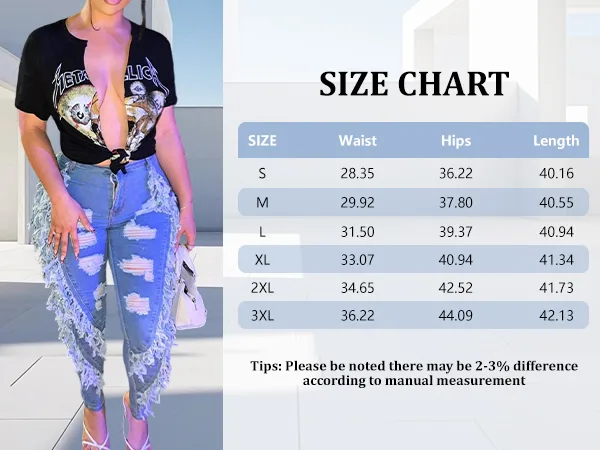 METALLICA
SIZE CHART
SIZE Waist Hips Length
S 28.35 36.22 40.16
M 29.92 37.80 40.55
L 31.50 39.37 40.94
XL 33.07 40.94 41.34
2XL 34.65 42.52 41.73
3XL 36.22 44.09 42.13
Tips: Please be noted there may be 2-3% difference
according to manual measurement